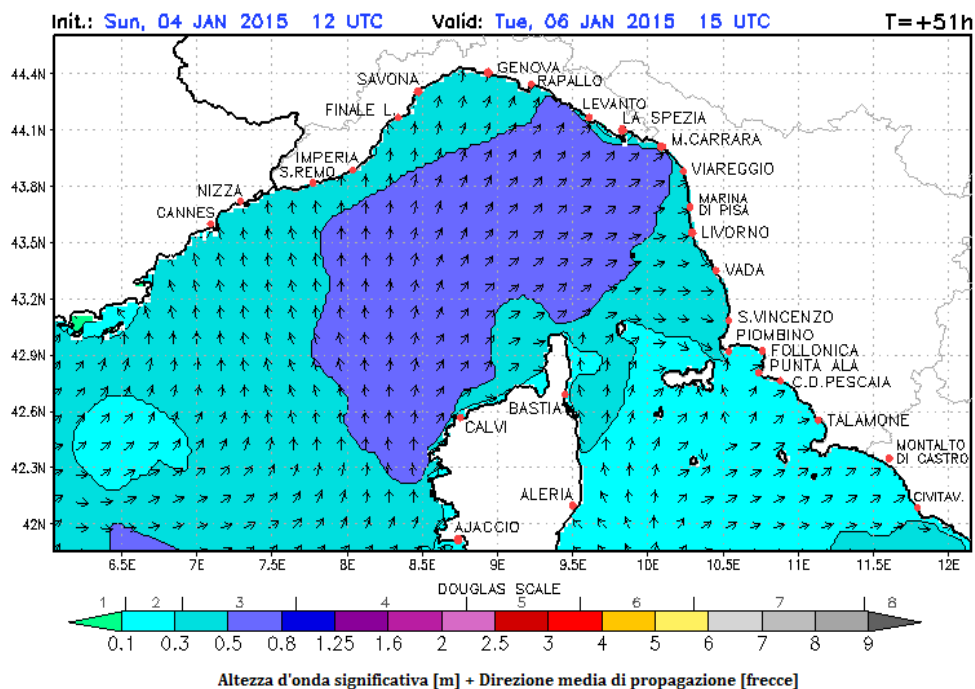 Init.: Sun, 04 JAN 2015 12 UTC Valid: Tue, 06 JAN 2015 15 UTC T=+51h
44.4N
44.1N
43.8N
43.5N
43.2N
42.9N
42.6N
42.3N
42N
GENOVA
SAVONA
RAPALLO
FINALE L.
LEVANTO
LA SPEZIA
M.CARRARA
IMPERIA
S.REMO
VIAREGGIO
NIZZA
MARINA
DI PISA
CANNES
LIVORNO
VADA
S.VINCENZO
PIOMBINO
FOLLONICA
PUNTA ALA
C.D.PESCAIA
BASTIA
CALVI
TALAMONE
MONTALTO
DI CASTRO
ALERIA
CIVITAV.
AJACCIO
6.5E 7E 7.5E 8E 8.5E 9E 9.5E 10E 10.5E 11E 11.5E 12E
DOUGLAS SCALE
1 2 3 4 5 6 7 8
0.1 0.3 0.5 0.8 1.25 1.6 2 2.5 3 4 5 6 7 8 9
Altezza d'onda significativa [m] + Direzione media di propagazione [frecce]